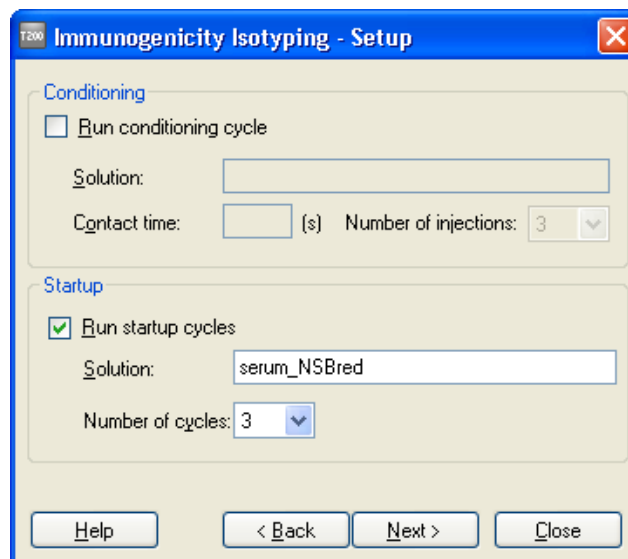 T200 Immunogenicity Isotyping - Setup
Conditioning
Run conditioning cycle
Solution:
Contact time: (s) Number of injections: 3
Startup
Run startup cycles
Solution: serum_NSBred
Number of cycles: 3
Help < Back Next > Close